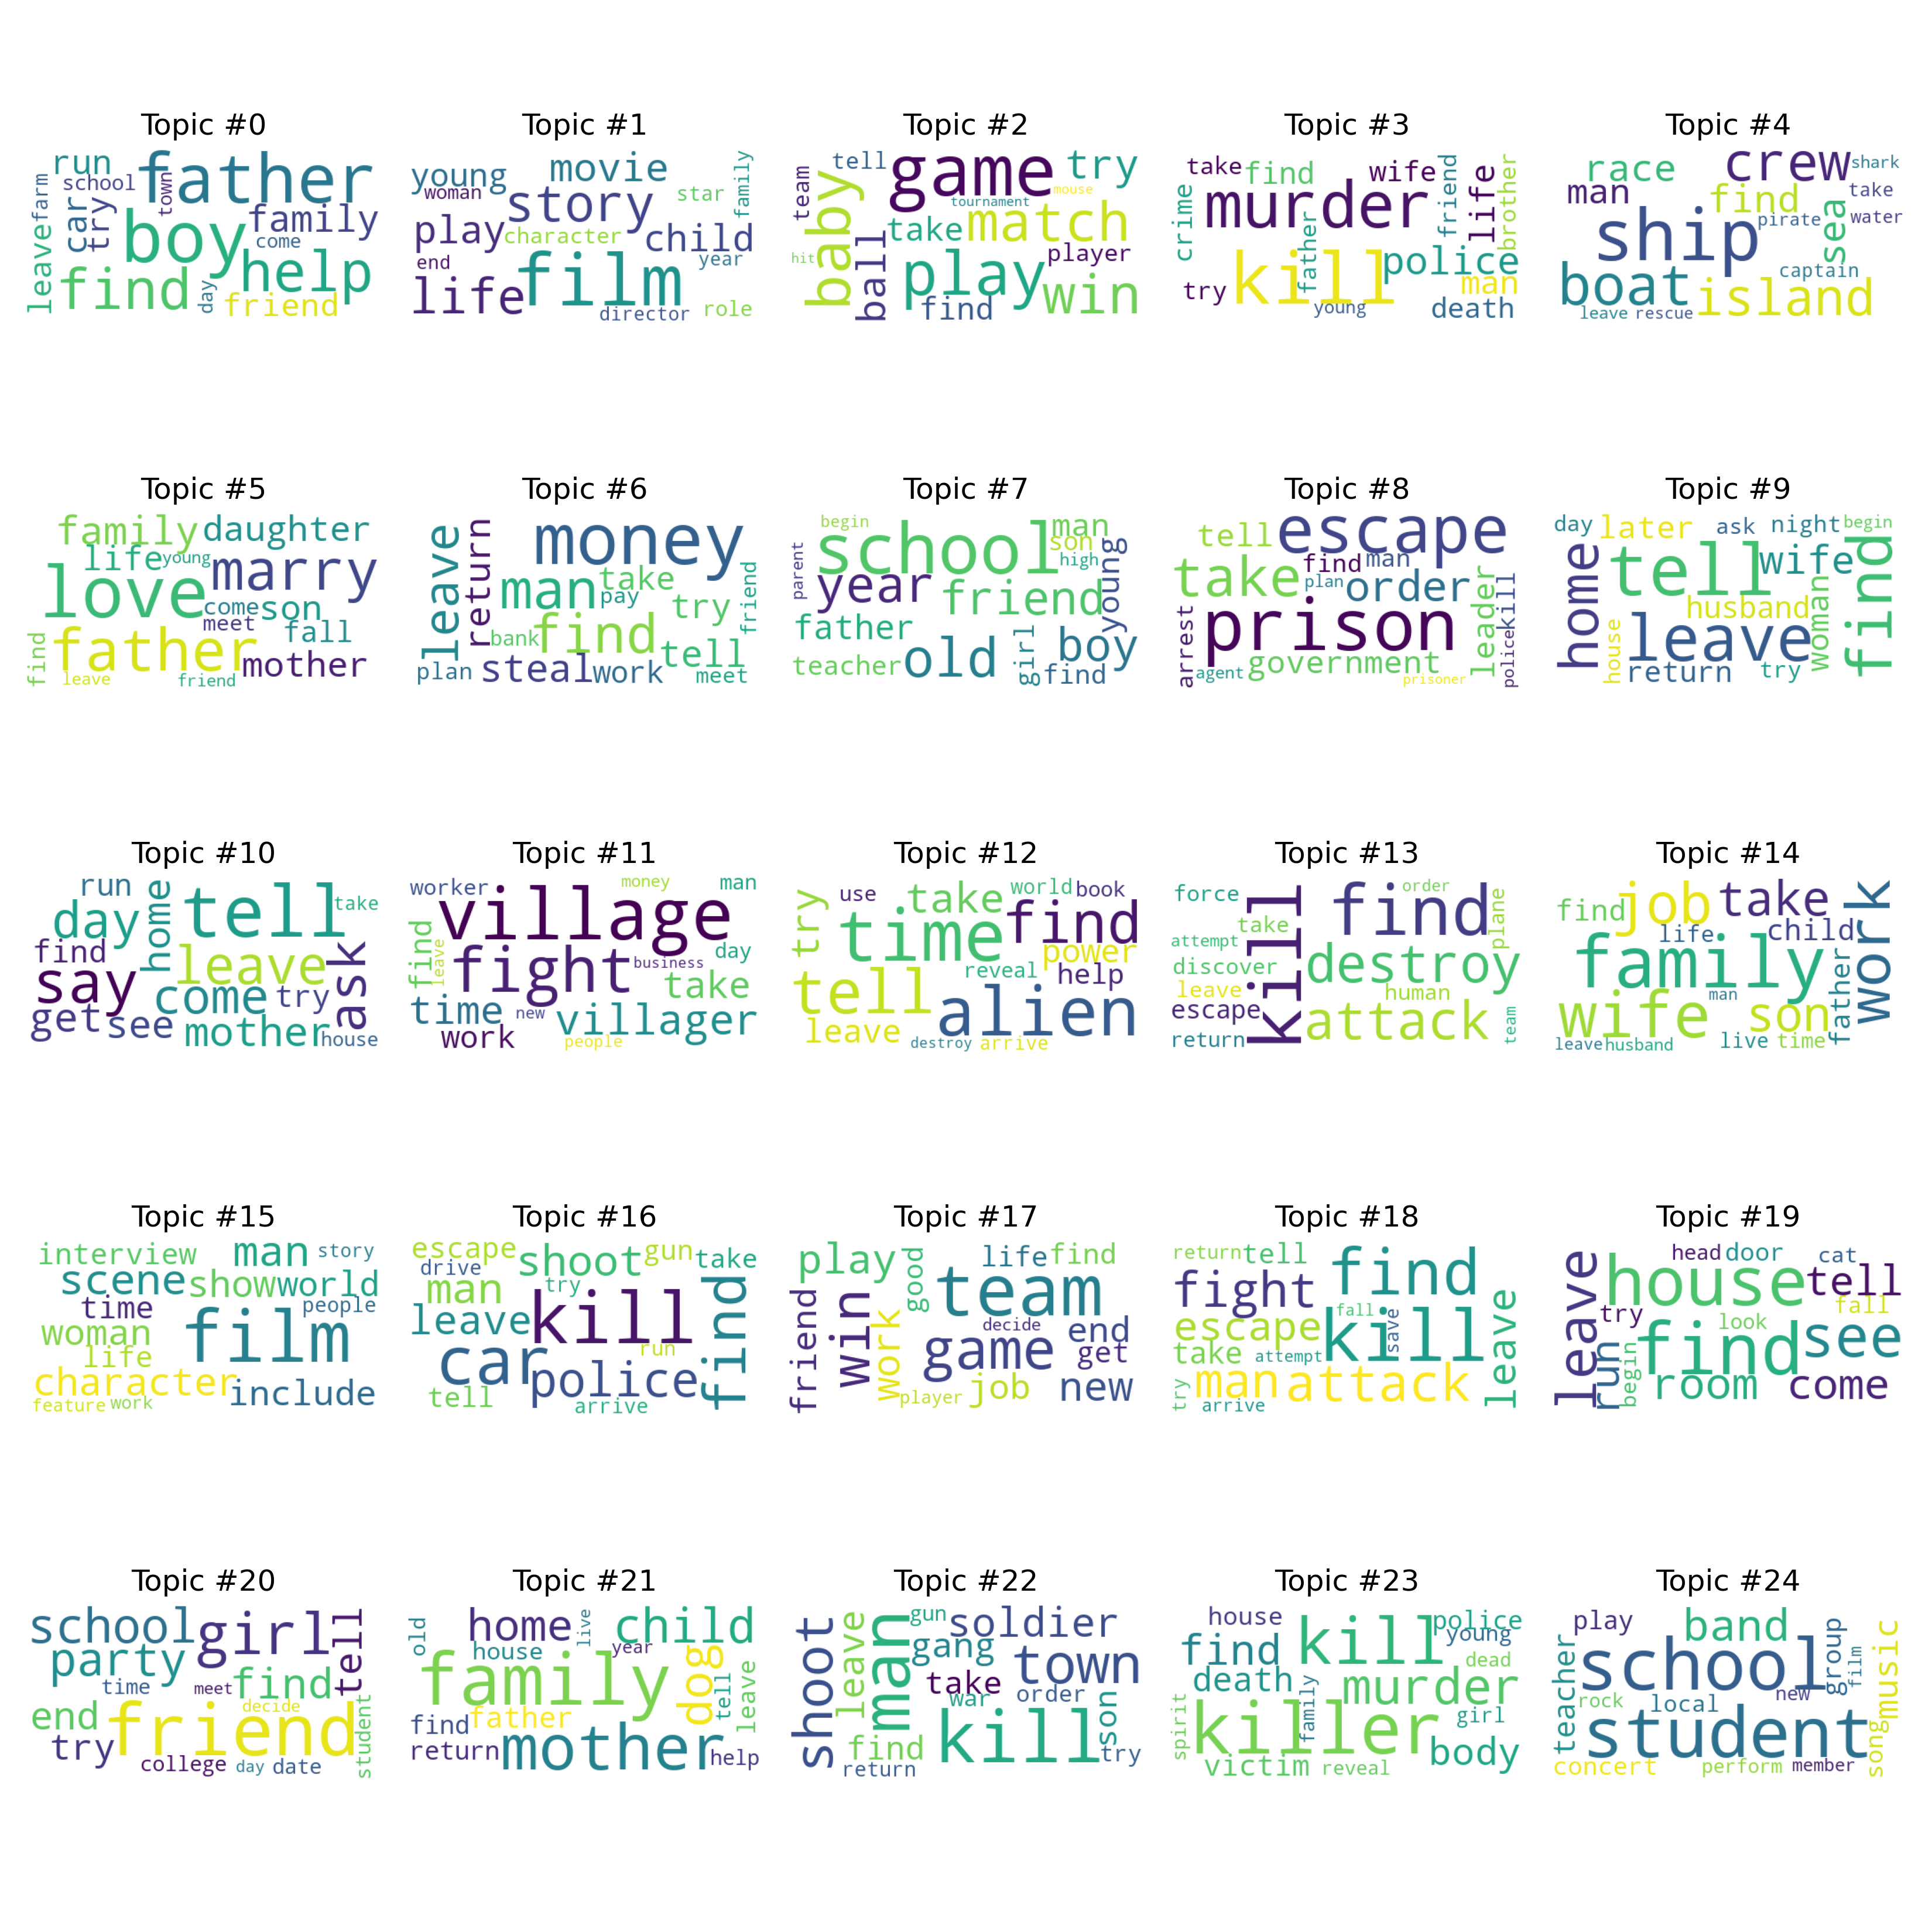 Topic #0
run father
leave farm school town
car try boy family
come
find help
day friend
Topic #1
young movie family
woman story star
play character child
end year
life film
director role
Topic #2
team tell game try
mouse
baby tournament
take match
ball play player
hit
find win
Topic #3
take find wife friend life brother
crime murder
father police
try kill man
young death
Topic #4
race crew shark
man find take
ship pirate sea water
boat captain
leave rescue island
Topic #5
family daughter
life young marry
love come son
meet fall
find father mother
leave friend
Topic #6
leave return money
man take friend
pay try
bank find tell
plan steal work meet
Topic #7
begin school man
son
parent year high young
friend
father girl boy
teacher old find
Topic #8
tell escape
find man
take plan order leader
arrest prison police kill
government
agent prisoner
Topic #9
day later ask night begin
home tell wife find
husband woman
house leave
return try
Topic #10
run home tell
day take
find leave ask
say come try
get see mother house
Topic #11
worker money man
village
find leave fight business day
take
time new villager
work people
Topic #12
try use take world book
time find
power
tell reveal help
leave alien
destroy arrive
Topic #13
force kill order plane
take find
attempt
discover destroy
leave human
escape attack team
return
Topic #14
find job take work
life child
family father
man
wife son
leave husband live time
Topic #15
interview man story
scene show world
time people
woman film
life
character include
feature work
Topic #16
escape shoot gun take
drive
man try find
leave kill
car run
police
tell arrive
Topic #17
play good life find
friend win team
work decide end
game get
player job new
Topic #18
return tell find
fight leave
fall save
escape kill
take attempt
try man attack
arrive
Topic #19
leave head door cat
house tell
try fall
run look see
begin find
room come
Topic #20
school girl tell
party
time meet find
decide student
end friend
try
college day date
Topic #21
old home live child
house year dog
family tell leave
find father
return mother help
Topic #22
shoot leave man gun soldier
gang town
take
war order son
find kill try
return
Topic #23
house kill police
find young
death dead
murder
spirit family girl
killer body
victim reveal
Topic #24
play band group film music
teacher school
rock local new
student song
concert perform member